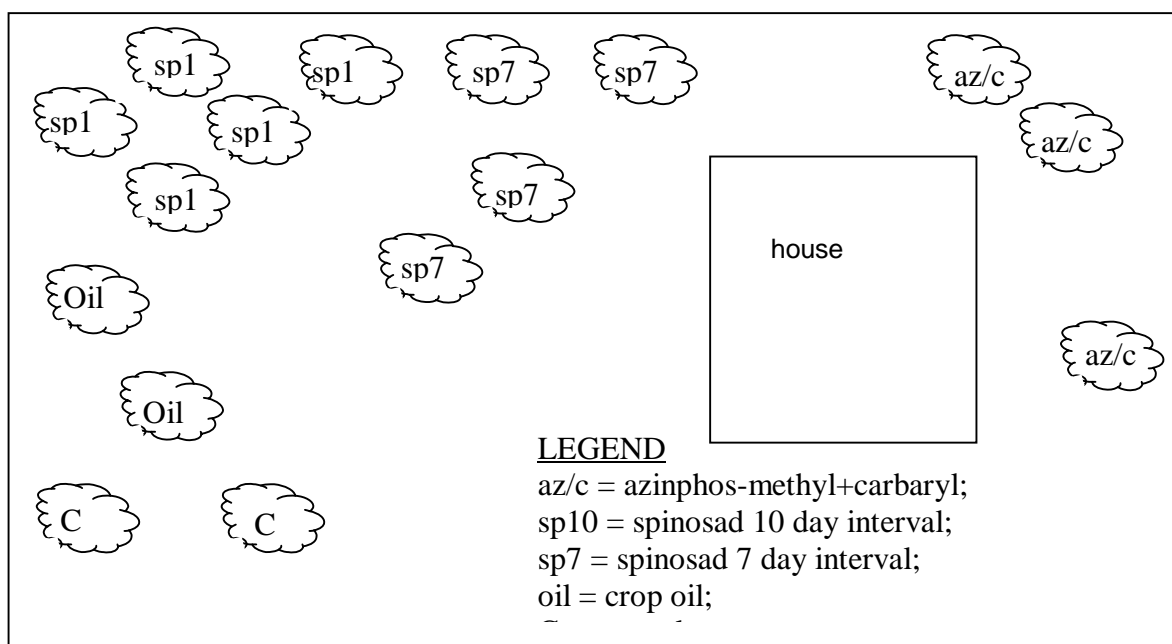 sp1
sp1
sp7
sp7
az/c
sp1
sp1
az/c
sp1
sp7
house
sp7
Oil
az/c
Oil
C
C
LEGEND
az/c = azinphos-methyl+carbaryl;
sp10 = spinosad 10 day interval;
sp7 = spinosad 7 day interval;
oil = crop oil;